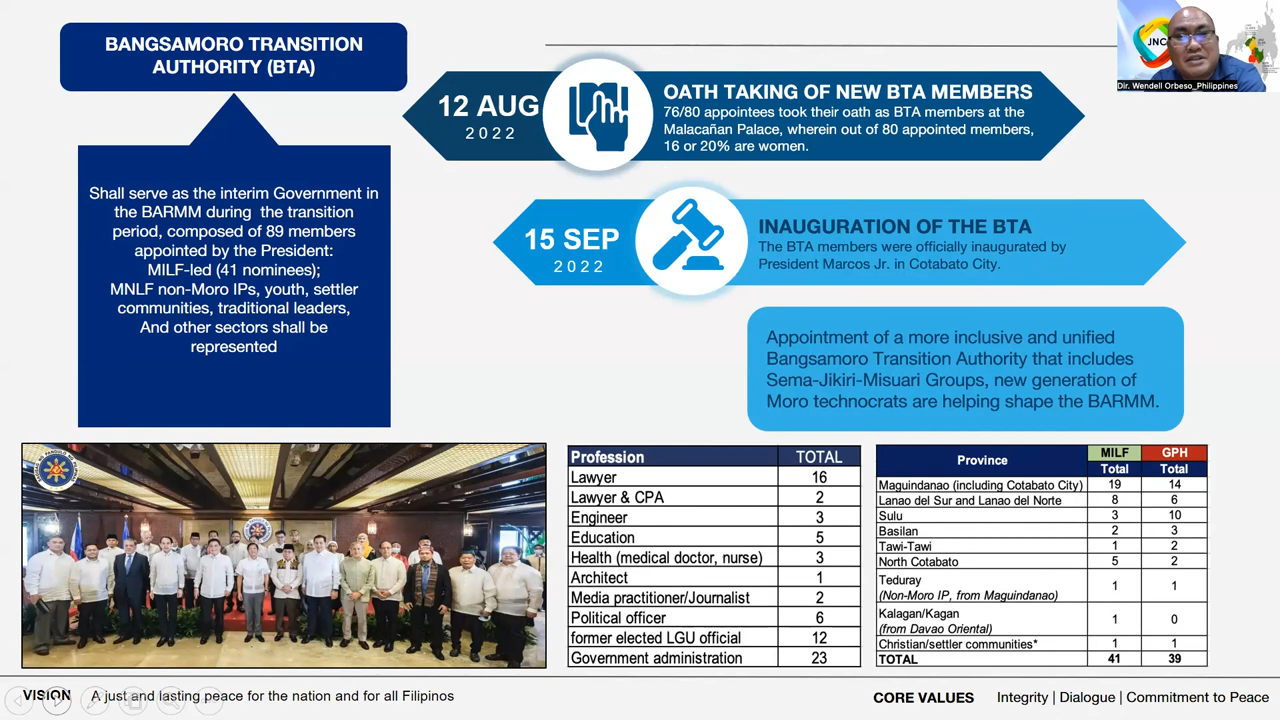 BANGSAMORO TRANSITION
AUTHORITY (BTA)
Shall serve as the interim Government in
the BARMM during the transition
period, composed of 89 members
appointed by the President:
MILF-led (41 nominees);
MNLF non-Moro IPs, youth, settler
communities, traditional leaders,
And other sectors shall be
represented
12 AUG
2022
OATH TAKING OF NEW BTA MEMBERS
76/80 appointees took their oath as BTA members at the
Malacañan Palace, wherein out of 80 appointed members,
16 or 20% are women.
JNC
Dir. Wendell Orbeso_Philippines
15 SEP
2022
INAUGURATION OF THE BTA
The BTA members were officially inaugurated by
President Marcos Jr. in Cotabato City.
Appointment of a more inclusive and unified
Bangsamoro Transition Authority that includes
Sema-Jikiri-Misuari Groups, new generation of
Moro technocrats are helping shape the BARMM.
Profession TOTAL
Lawyer 16
Lawyer & CPA 2
Engineer 3
Education 5
Health (medical doctor, nurse) 3
Architect 1
Media practitioner/Journalist 2
Political officer 6
former elected LGU official 12
Government administration 23
Province MILF GPH
Total Total
Maguindanao (including Cotabato City) 19 14
Lanao del Sur and Lanao del Norte 8 6
Sulu 3 10
Basilan 2 3
Tawi-Tawi 1 2
North Cotabato 5 2
Teduray
(Non-Moro IP, from Maguindanao) 1 1
Kalagan/Kagan
(from Davao Oriental) 1 0
Christian/settler communities* 1 1
TOTAL 41 39
VISION A just and lasting peace for the nation and for all Filipinos
CORE VALUES Integrity | Dialogue | Commitment to Peace